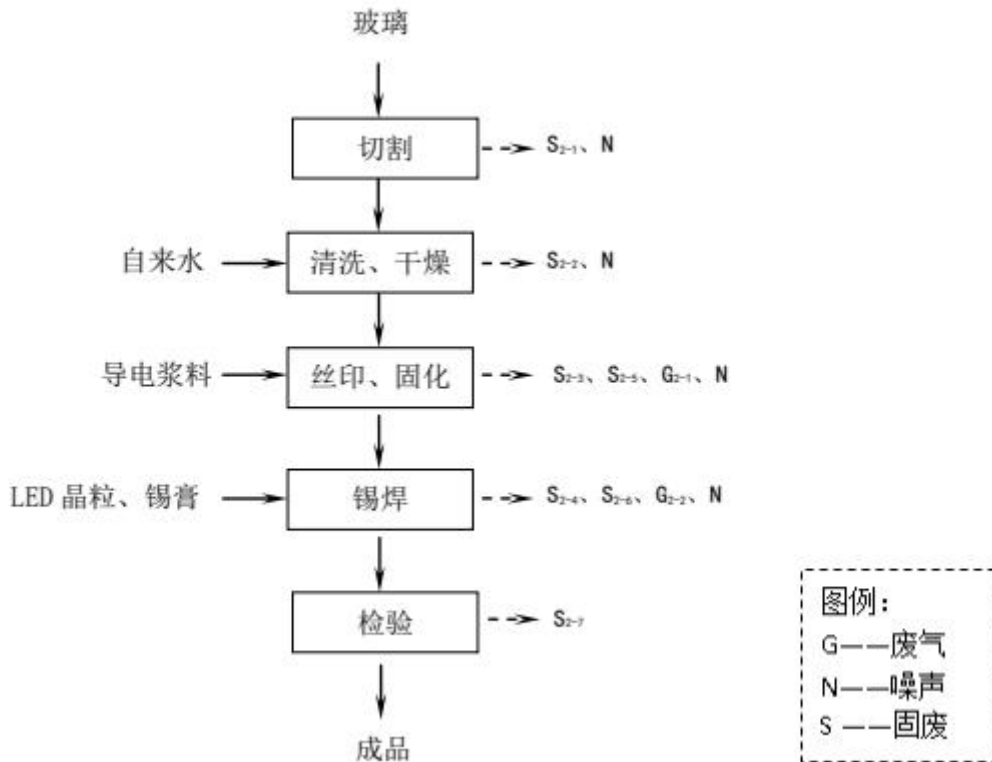 玻璃
切割
S₂₋₁、N
自来水
清洗、干燥
S₂₋₂、N
导电浆料
丝印、固化
S₂₋₃、S₂₋₅、G₂₋₁、N
LED 晶粒、锡膏
锡焊
S₂₋₄、S₂₋₆、G₂₋₂、N
检验
S₂₋₇
成品
图例：
G——废气
N——噪声
S ——固废